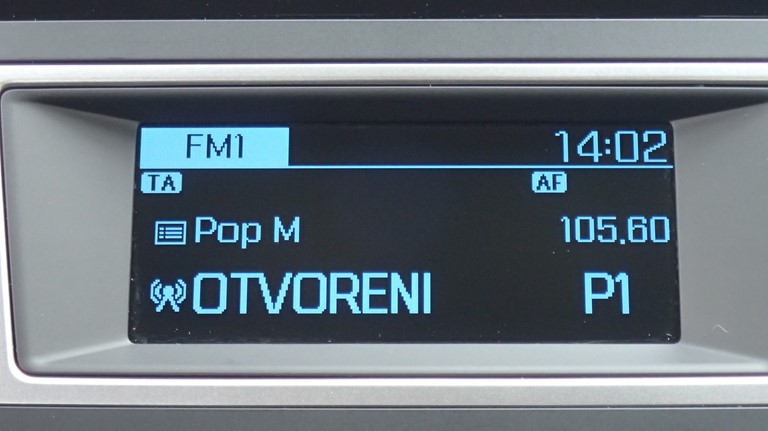 FM1 14:02
TA AF
Pop M 105.60
OTVORENI P1